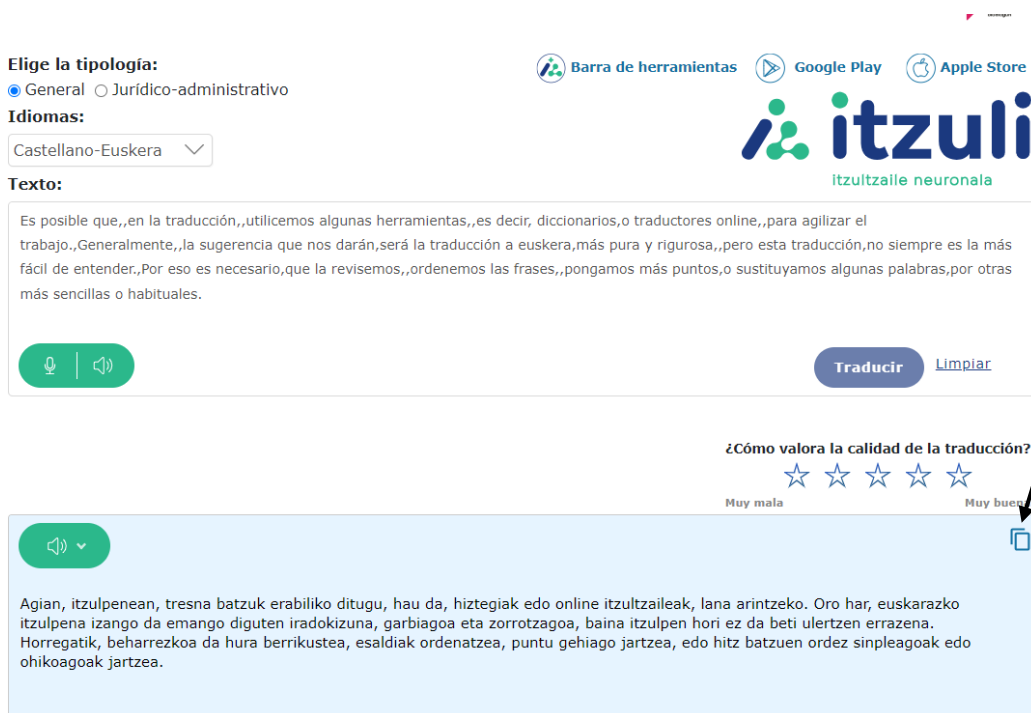 Elige la tipología:
Barra de herramientas
Google Play
Apple Store
General
Jurídico-administrativo
Idiomas:
Castellano-Euskera
itzuli
itzultzaile neuronala
Texto:
Es posible que,,en la traducción,,utilicemos algunas herramientas,,es decir, diccionarios,o traductores online,,para agilizar el
trabajo.,Generalmente,,la sugerencia que nos darán,será la traducción a euskera,más pura y rigurosa,,pero esta traducción,no siempre es la más
fácil de entender.,Por eso es necesario,que la revisemos,,ordenemos las frases,,pongamos más puntos,o sustituyamos algunas palabras,por otras
más sencillas o habituales.
Traducir
Limpiar
¿Cómo valora la calidad de la traducción?
Muy mala
Muy buena
Agian, itzulpenean, tresna batzuk erabiliko ditugu, hau da, hiztegiak edo online itzultzaileak, lana arintzeko. Oro har, euskarazko
itzulpena izango da emango diguten iradokizuna, garbiagoa eta zorrotzagoa, baina itzulpen hori ez da beti ulertzen errazena.
Horregatik, beharrezkoa da hura berrikustea, esaldiak ordenatzea, puntu gehiago jartzea, edo hitz batzuen ordez sinpleagoak edo
ohikoagoak jartzea.